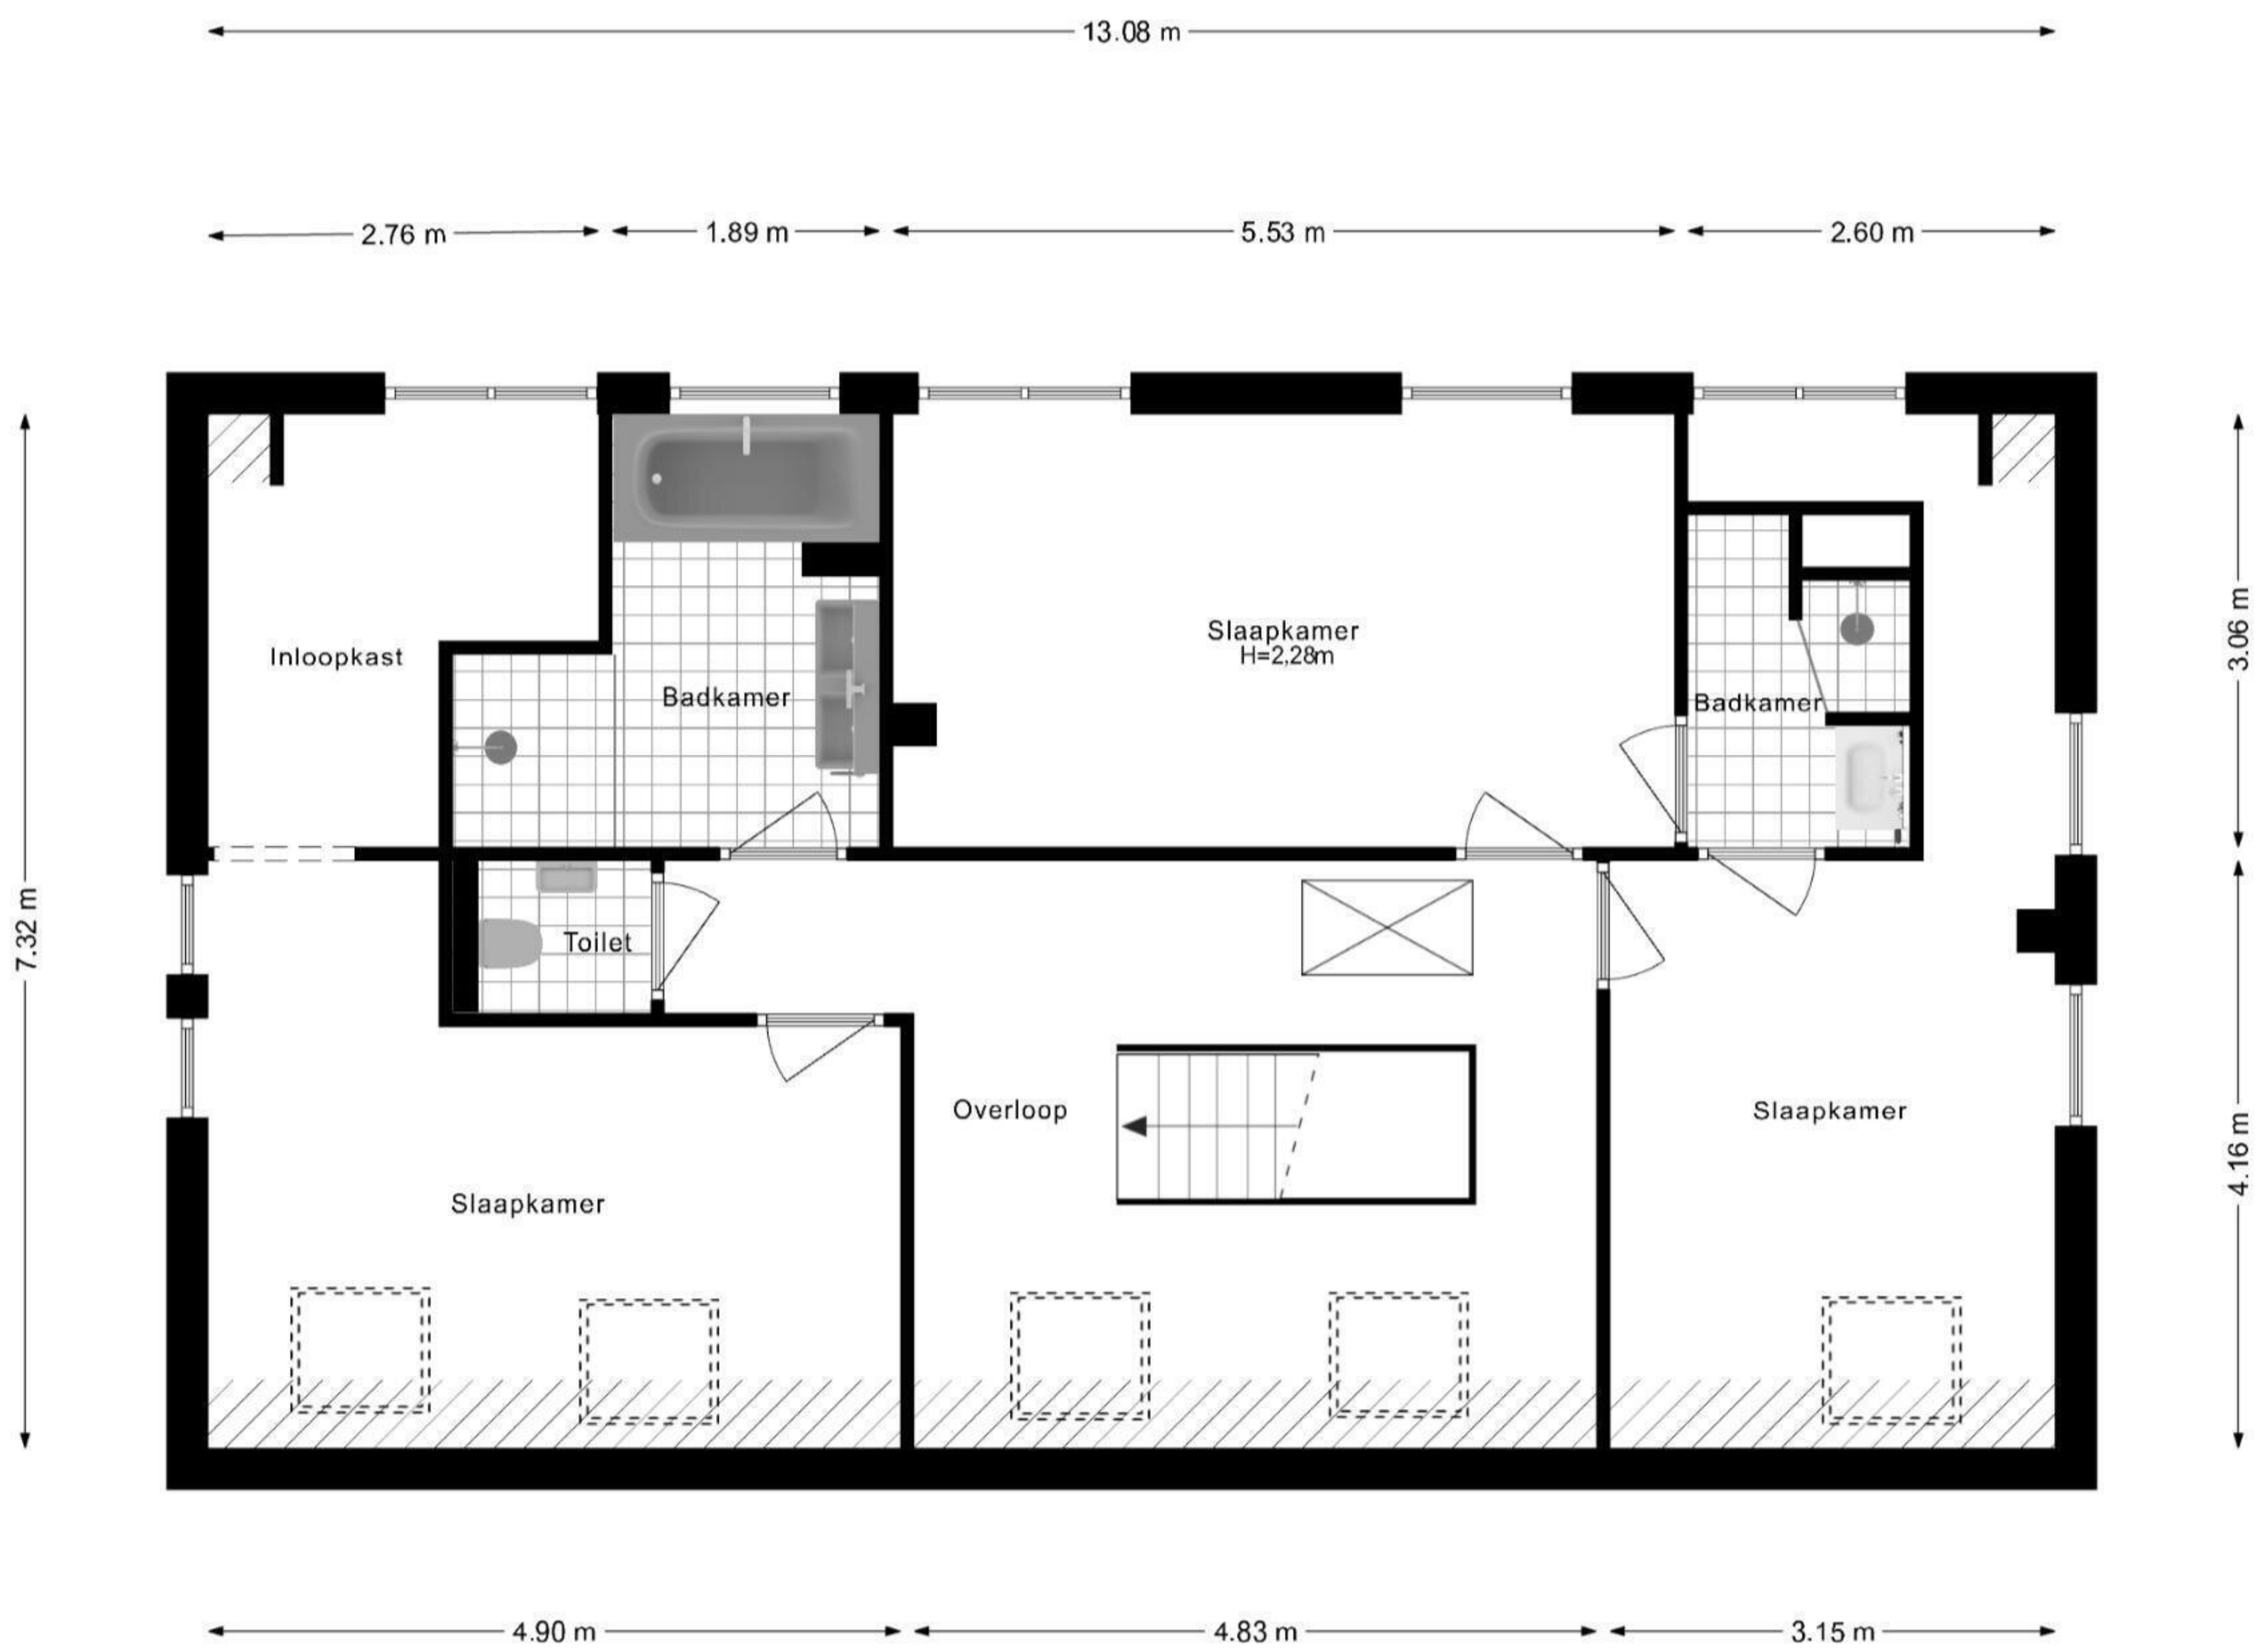 13.08 m
2.76 m
1.89 m
5.53 m
2.60 m
Inloopkast
Badkamer
Slaapkamer
H=2,28m
Badkamer
3.06 m
7.32 m
Toilet
Overloop
Slaapkamer
4.16 m
Slaapkamer
4.90 m
4.83 m
3.15 m